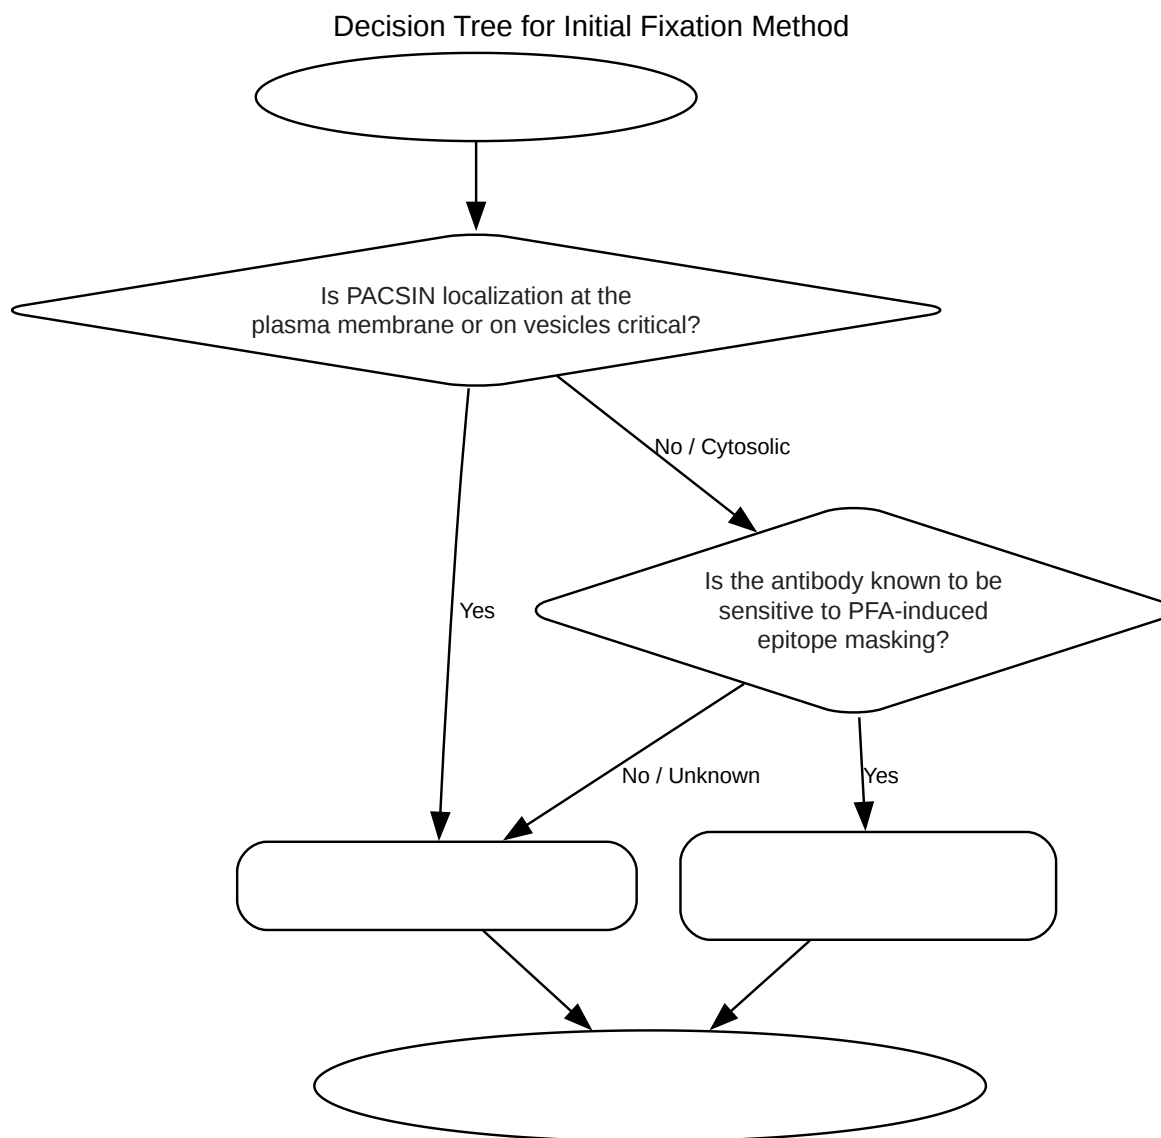 Decision Tree for Initial Fixation Method
Is PACSIN localization at the
plasma membrane or on vesicles critical?
No / Cytosolic
Is the antibody known to be
sensitive to PFA-induced
epitope masking?
Yes
No / Unknown
Yes